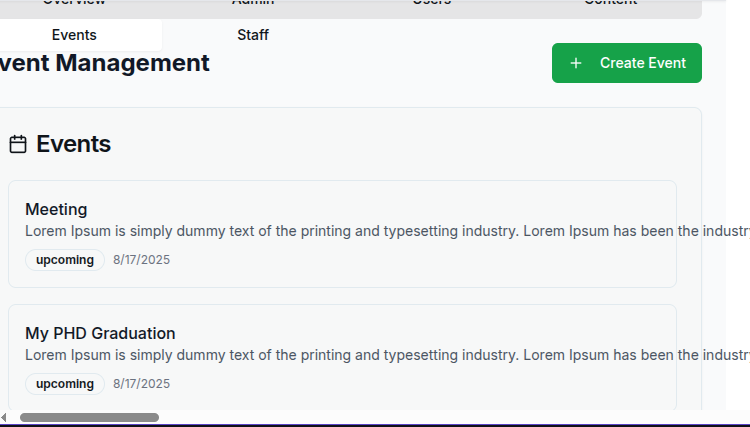 Overview Admin Users Content
Events Staff
vent Management
Create Event
Events
Meeting
Lorem Ipsum is simply dummy text of the printing and typesetting industry. Lorem Ipsum has been the industr
upcoming 8/17/2025
My PHD Graduation
Lorem Ipsum is simply dummy text of the printing and typesetting industry. Lorem Ipsum has been the industr
upcoming 8/17/2025